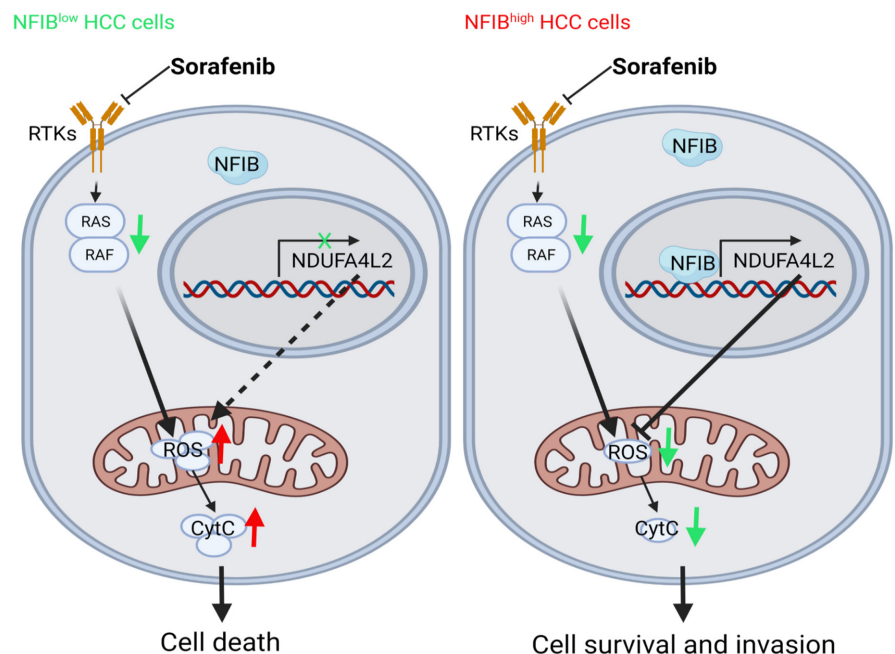 NFIBlow HCC cells
Sorafenib
RTKs
NFIB
RAS
RAF
NDUFA4L2
ROS
CytC
Cell death
NFIBhigh HCC cells
Sorafenib
RTKs
NFIB
RAS
RAF
NFIB
NDUFA4L2
ROS
CytC
Cell survival and invasion